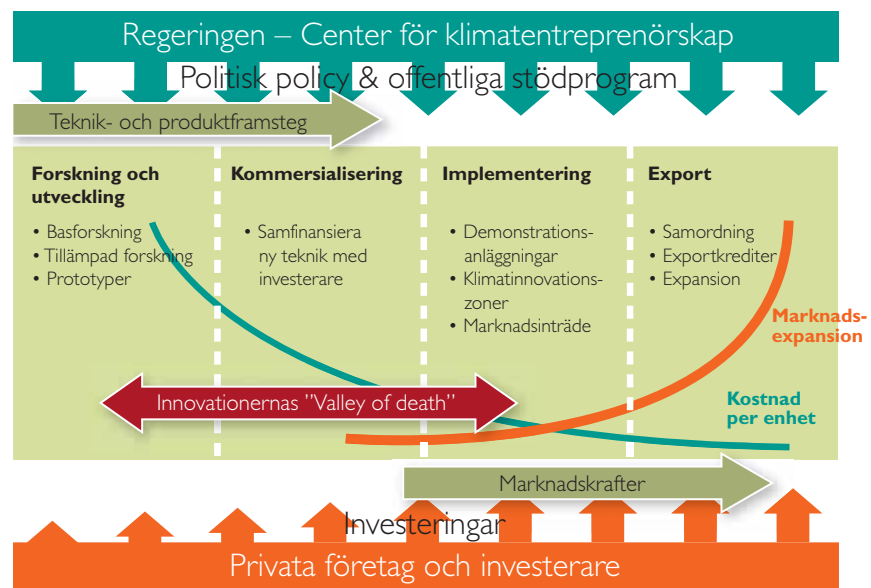 Regeringen – Center för klimatentreprenörskap
Politisk policy & offentliga stödprogram
Teknik- och produktframsteg
Forskning och
utveckling
• Basforskning
• Tillämpad forskning
• Prototyper
Kommersialisering
• Samfinansiera
ny teknik med
investerare
Implementering
• Demonstrations-
anläggningar
• Klimatinnovations-
zoner
• Marknadsinträde
Export
• Samordning
• Exportkrediter
• Expansion
Marknads-
expansion
Innovationernas ”Valley of death”
Kostnad
per enhet
Marknadskrafter
Investeringar
Privata företag och investerare